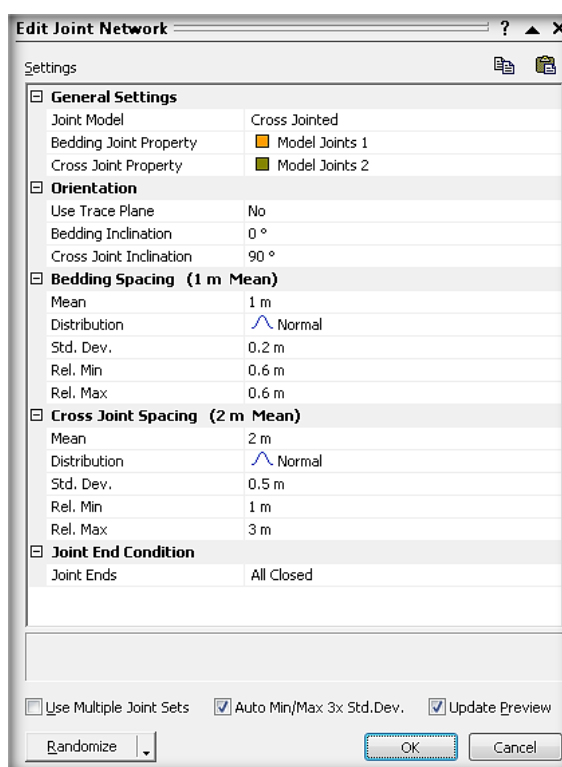 Edit Joint Network ? X
Settings
General Settings
Joint Model Cross Jointed
Bedding Joint Property Model Joints 1
Cross Joint Property Model Joints 2
Orientation
Use Trace Plane No
Bedding Inclination 0 °
Cross Joint Inclination 90 °
Bedding Spacing (1 m Mean)
Mean 1 m
Distribution Normal
Std. Dev. 0.2 m
Rel. Min 0.6 m
Rel. Max 0.6 m
Cross Joint Spacing (2 m Mean)
Mean 2 m
Distribution Normal
Std. Dev. 0.5 m
Rel. Min 1 m
Rel. Max 3 m
Joint End Condition
Joint Ends All Closed
Use Multiple Joint Sets Auto Min/Max 3x Std.Dev. Update Preview
Randomize OK Cancel